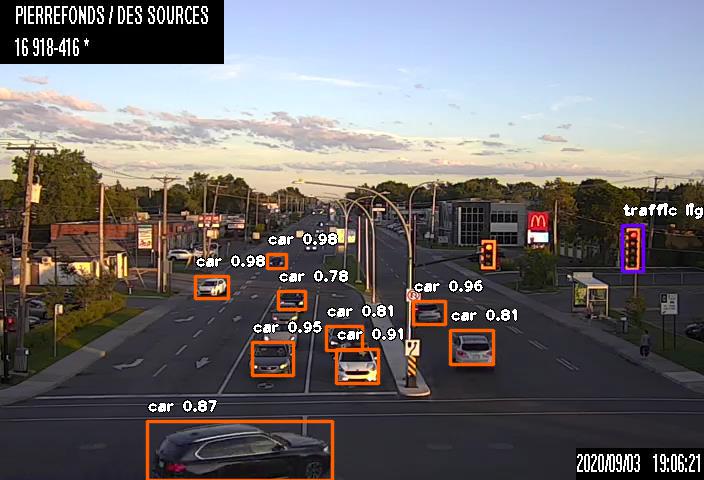 PIERREFONDS / DES SOURCES
16 918-416 *
traffic lig
car 0.98
car 0.98
car 0.78
car 0.96
car 0.81
car 0.81
car 0.95
car 0.91
car 0.87
2020/09/03 19:06:21